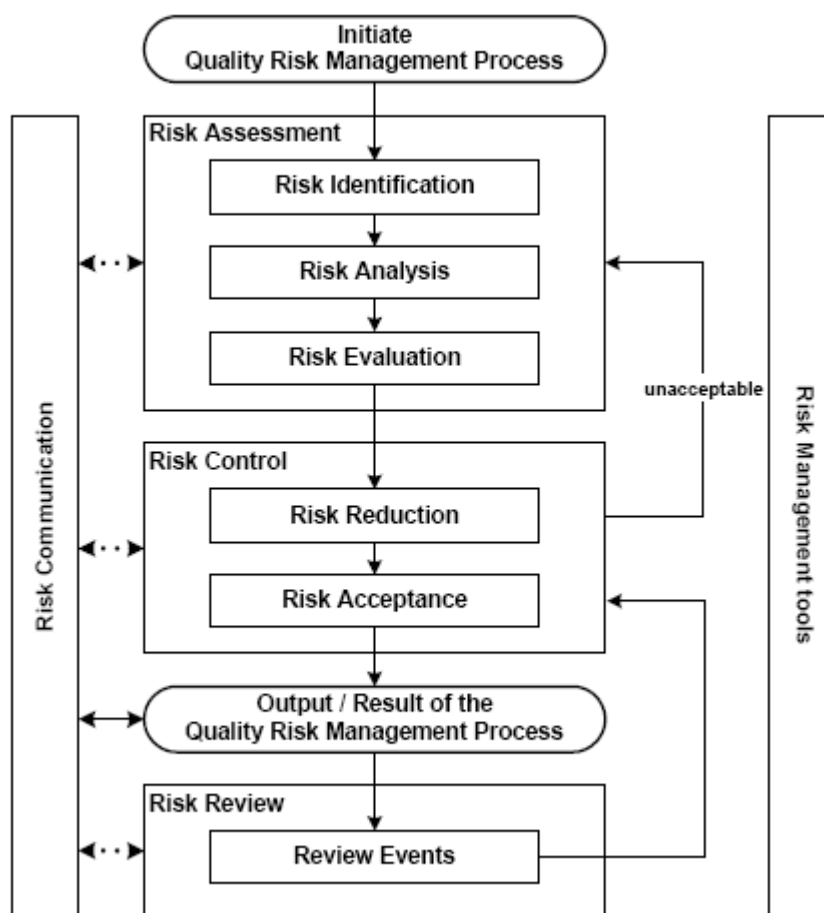 Initiate
Quality Risk Management Process
Risk Assessment
Risk Identification
Risk Analysis
Risk Evaluation
unacceptable
Risk Control
Risk Reduction
Risk Acceptance
Output / Result of the
Quality Risk Management Process
Risk Review
Review Events
Risk Communication
Risk Management tools